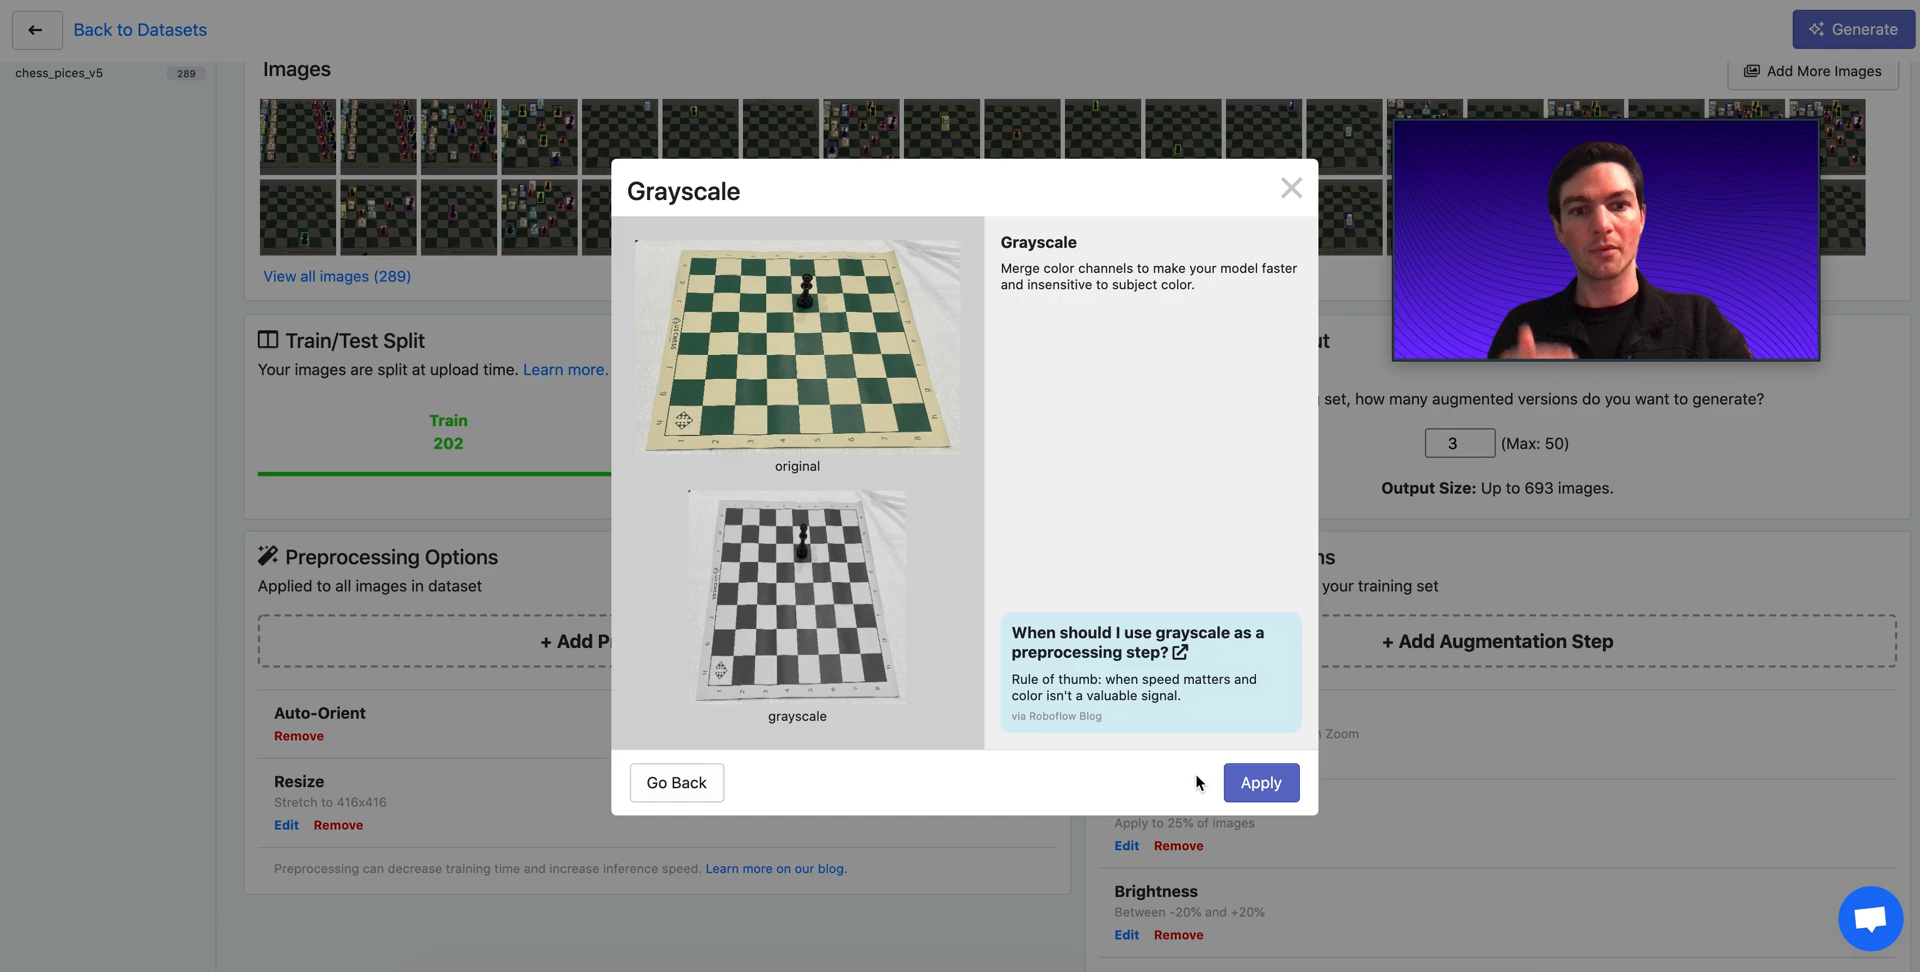 Back to Datasets
Generate
chess_pices_v5
289
Images
Add More Images
View all images (289)
Train/Test Split
Your images are split at upload time. Learn more.
Train
202
Grayscale
original
grayscale
Grayscale
Merge color channels to make your model faster
and insensitive to subject color.
When should I use grayscale as a
preprocessing step?
Rule of thumb: when speed matters and
color isn't a valuable signal.
via Roboflow Blog
Go Back
Apply
set, how many augmented versions do you want to generate?
3 (Max: 50)
Output Size: Up to 693 images.
Preprocessing Options
Applied to all images in dataset
+ Add
Auto-Orient
Remove
Resize
Stretch to 416x416
Edit Remove
Preprocessing can decrease training time and increase inference speed. Learn more on our blog.
your training set
+ Add Augmentation Step
Zoom
Apply to 25% of images
Edit Remove
Brightness
Between -20% and +20%
Edit Remove